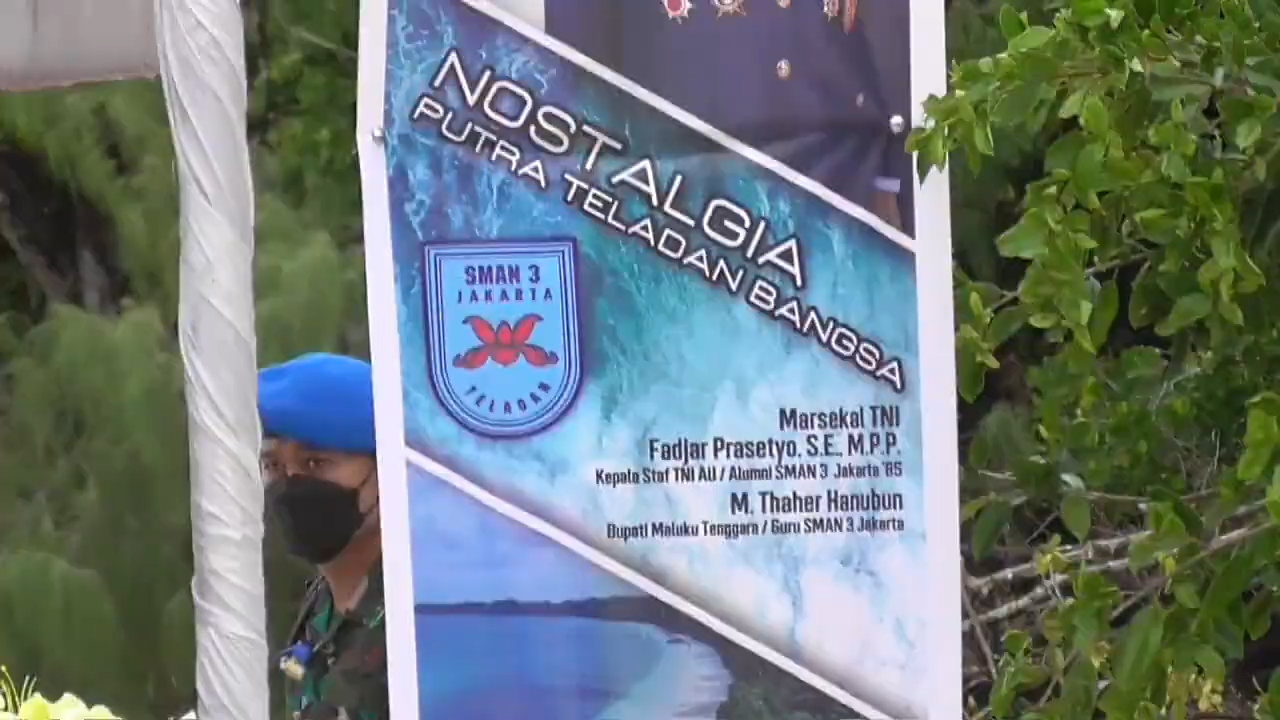 NOSTALGIA
PUTRA TELADAN BANGSA
SMAN 3
JAKARTA
TELADAN
Marsekal TNI
Fadjar Prasetyo, S.E., M.P.P.
Kepala Staf TNI AU / Alumni SMAN 3 Jakarta '85
M. Thaher Hanubun
Bupati Maluku Tenggara / Guru SMAN 3 Jakarta